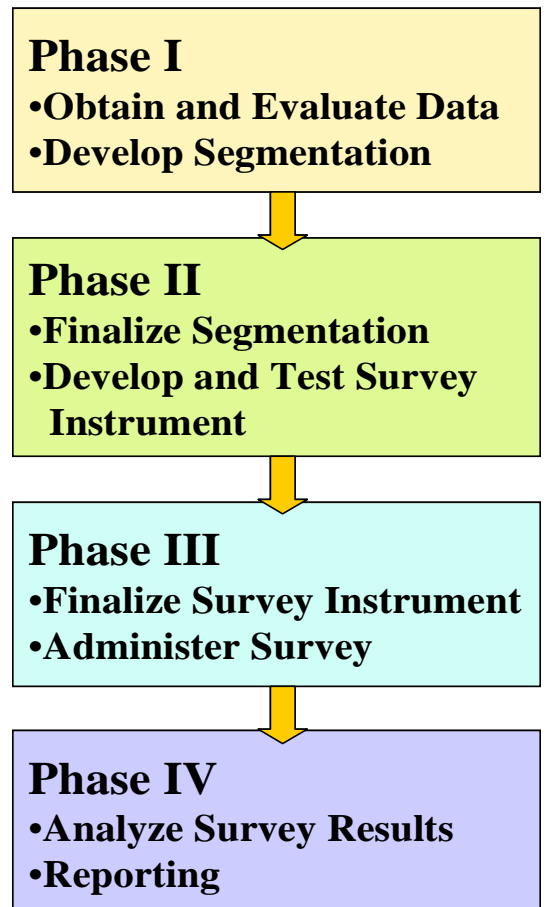 Phase I
•Obtain and Evaluate Data
•Develop Segmentation
Phase II
•Finalize Segmentation
•Develop and Test Survey
Instrument
Phase III
•Finalize Survey Instrument
•Administer Survey
Phase IV
•Analyze Survey Results
•Reporting